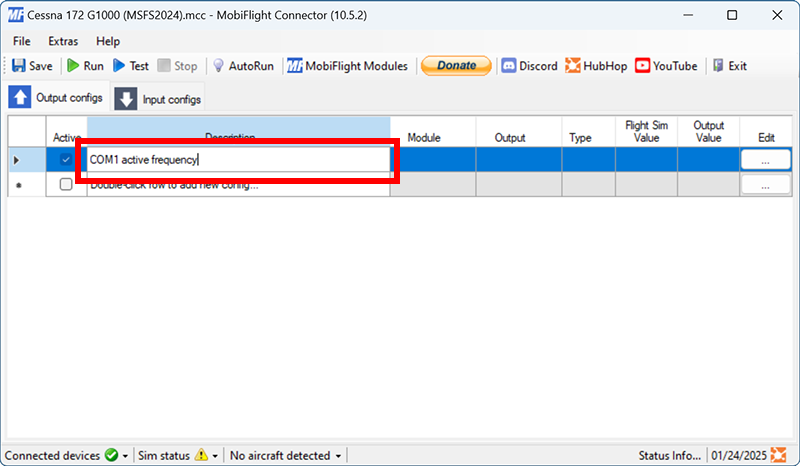 Cessna 172 G1000 (MSFS2024).mcc - MobiFlight Connector (10.5.2)
File Extras Help
Save Run Test Stop AutoRun MobiFlight Modules Donate Discord HubHop YouTube Exit
Output configs Input configs
Active Description Module Output Type Flight Sim Value Output Value Edit
COM1 active frequency ...
Double-click row to add new config... ...
Connected devices Sim status No aircraft detected Status Info... 01/24/2025